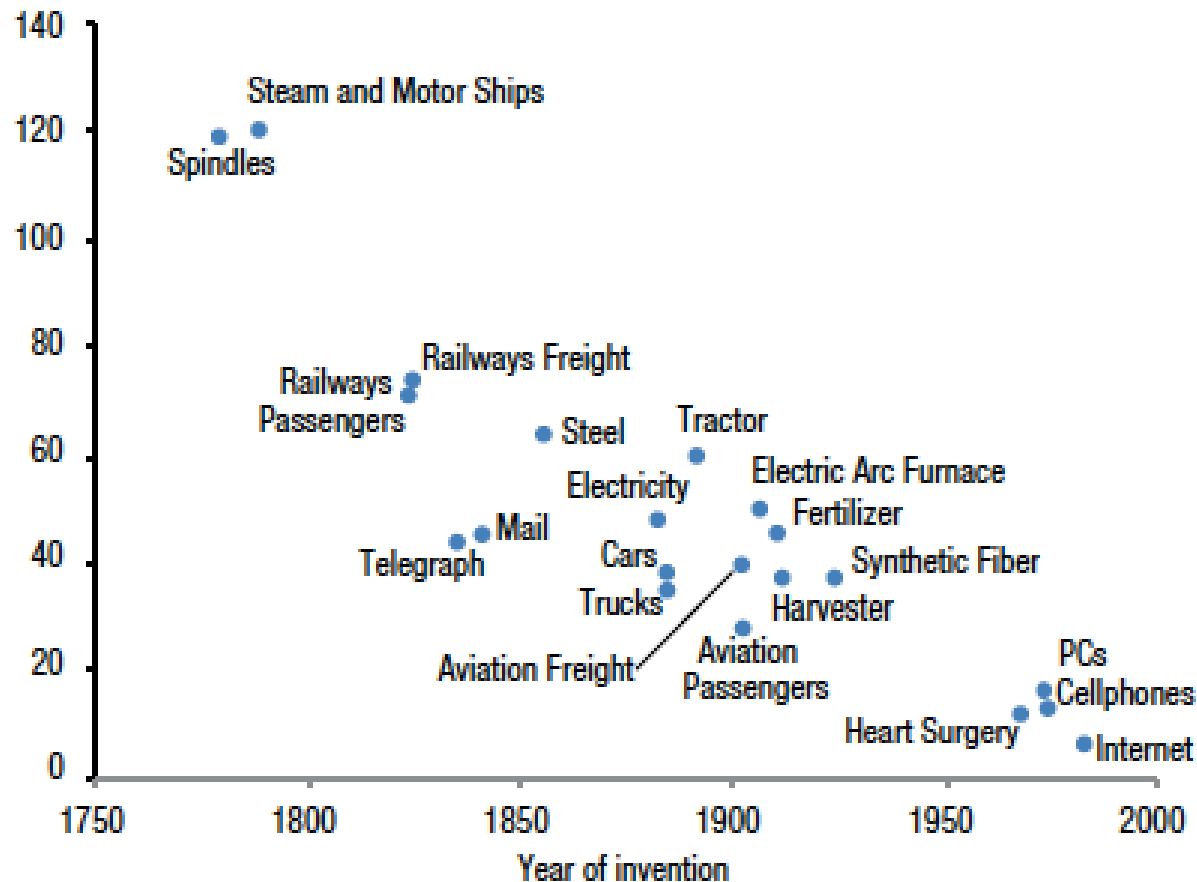 140
Steam and Motor Ships
120
Spindles
100
80
Railways Freight
Railways
Passengers
Tractor
Steel
60
Electric Arc Furnace
Electricity
Fertilizer
Mail
Telegraph
Cars
40
Synthetic Fiber
Trucks
Harvester
Aviation Freight
Aviation
Passengers
20
PCs
Cellphones
Heart Surgery
Internet
0
1750 1800 1850 1900 1950 2000
Year of invention